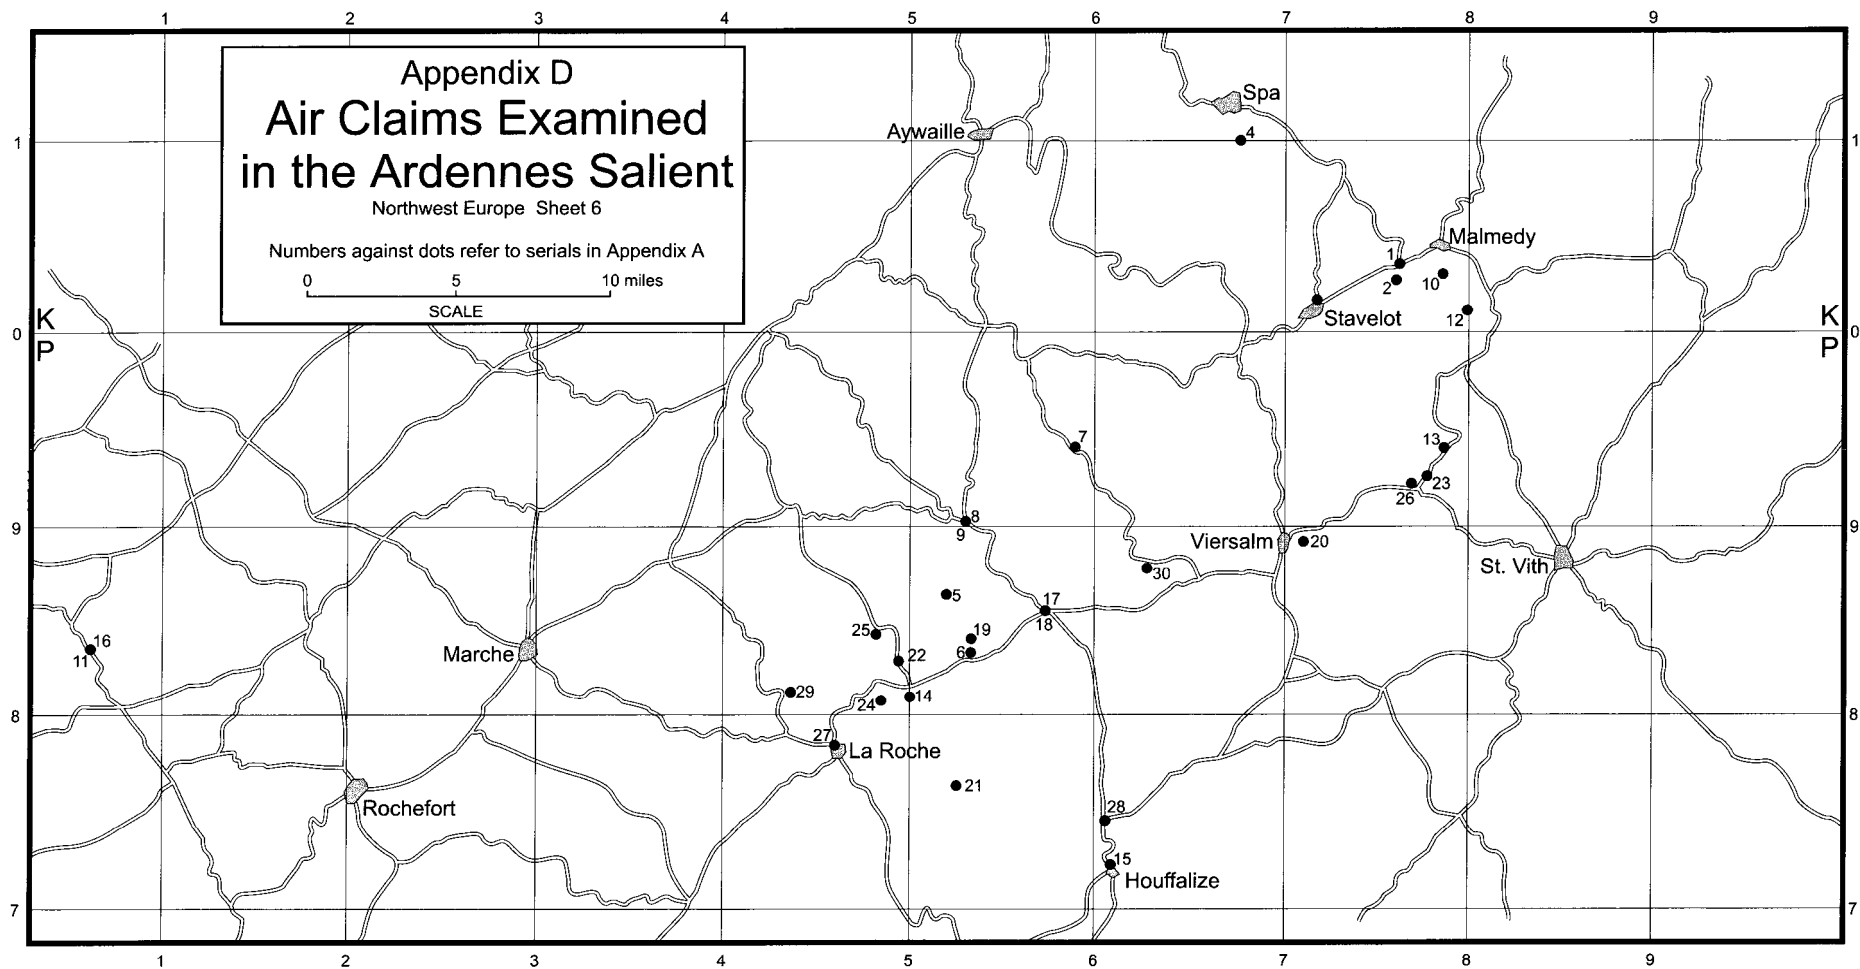 1 2 3 4 5 6 7 8 9
Appendix D
Air Claims Examined
in the Ardennes Salient
Northwest Europe Sheet 6
Numbers against dots refer to serials in Appendix A
0 5 10 miles
SCALE
Spa
Aywaille
4
1 1
Malmedy
1
2
10
12
Stavelot
K K
0 0
P P
7
13
23
26
8
9
9 9
Viersalm
20
St. Vith
30
5
17
18
19
6
25
22
16
11
Marche
29
24
14
8 8
27
La Roche
21
Rochefort
28
15
Houffalize
7 7
1 2 3 4 5 6 7 8 9